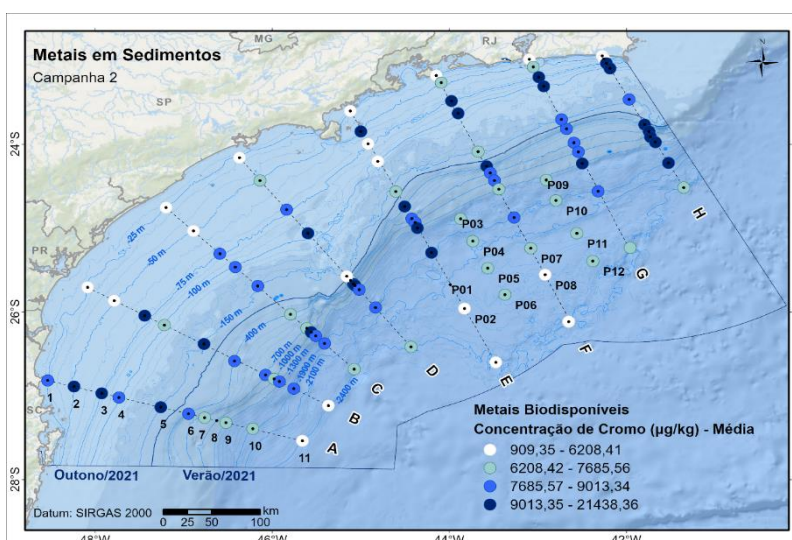 MG
RJ
Metais em Sedimentos
Campanha 2
SP
24°S
P09
P10
H
P03
PR
-25 m
P04
P11
-50 m
P07
P12
G
P05
-75 m
-100 m
P01
P08
P06
26°S
-150 m
P02
-400 m
F
-700 m
-1000 m
-1300 m
-1900 m
-2100 m
-2400 m
E
D
C
B
A
SC
1
2
3
4
5
6
7
8
9
10
11
Metais Biodisponíveis
Concentração de Cromo (µg/kg) - Média
909,35 - 6208,41
6208,42 - 7685,56
7685,57 - 9013,34
9013,35 - 21438,36
Outono/2021
Verão/2021
28°S
Datum: SIRGAS 2000
0 25 50 100
km
48°W
46°W
44°W
42°W